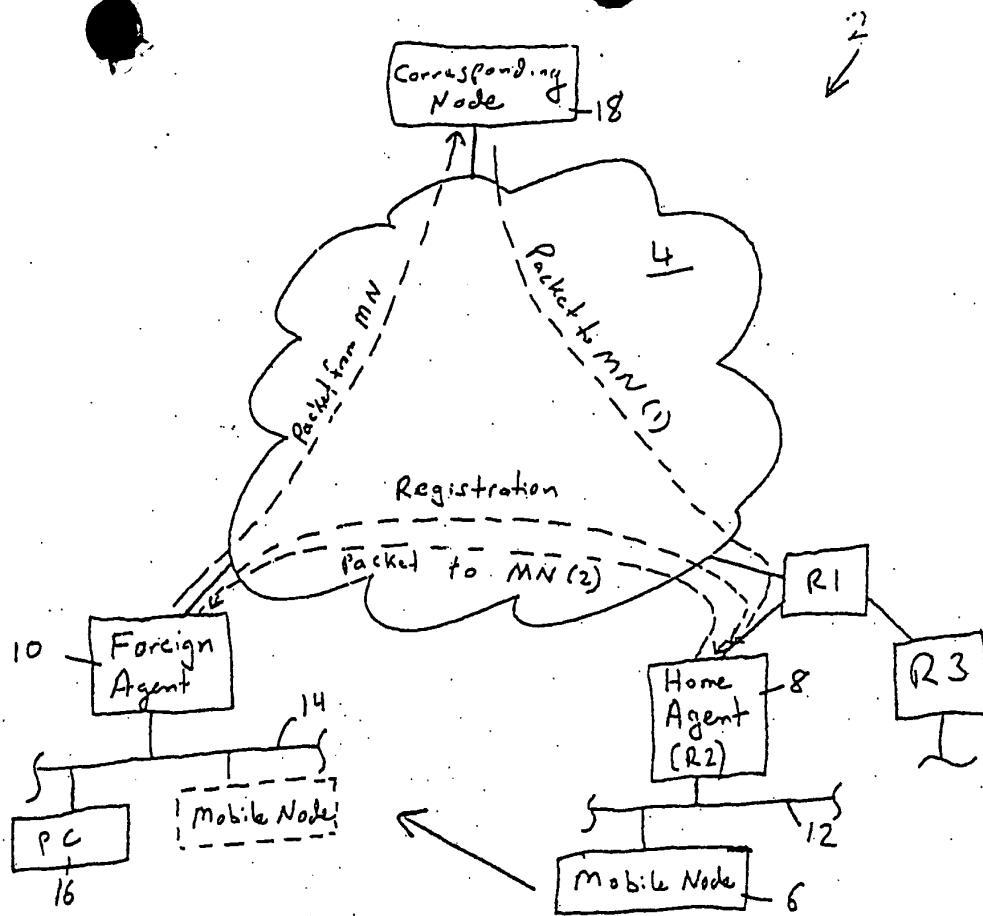 2
Corresponding
Node
18
4
Packet from MN
Packet to MN (1)
Registration
Packet to MN (2)
R1
10
Foreign
Agent
Home
Agent
(R2)
8
R3
14
Mobile Node
PC
16
12
Mobile Node
6